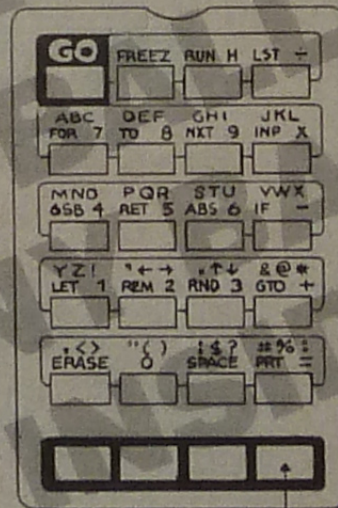 GO FREEZ RUN H LST ÷
ABC DEF GHI JKL
FOR 7 TO 8 NXT 9 INP X
MNO PQR STU VWX
GSB 4 RET 5 ABS 6 IF -
YZ! "←→ ,↑↓ &@*
LET 1 REM 2 RND 3 GTO +
.<> "() ;$? #%:
ERASE 0 SPACE PRT =